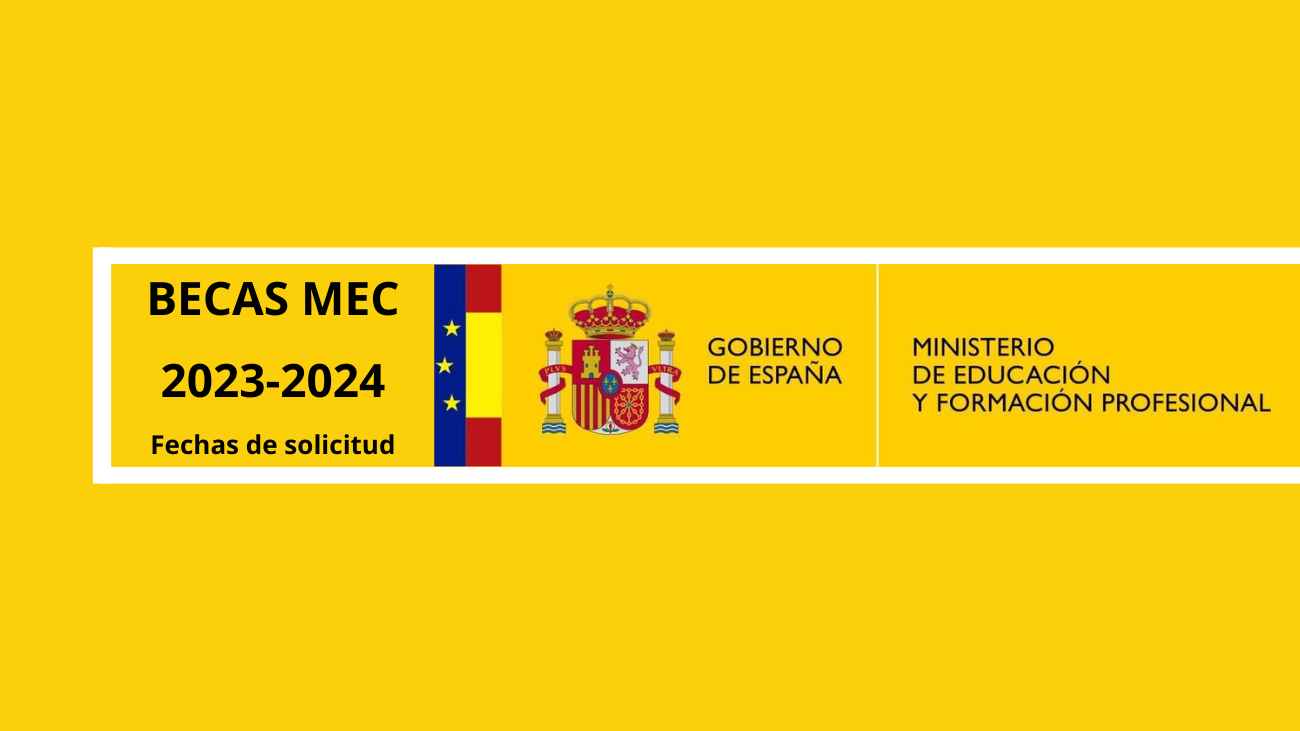 BECAS MEC
2023-2024
Fechas de solicitud
PLVS VLTRA
GOBIERNO
DE ESPAÑA
MINISTERIO
DE EDUCACIÓN
Y FORMACIÓN PROFESIONAL